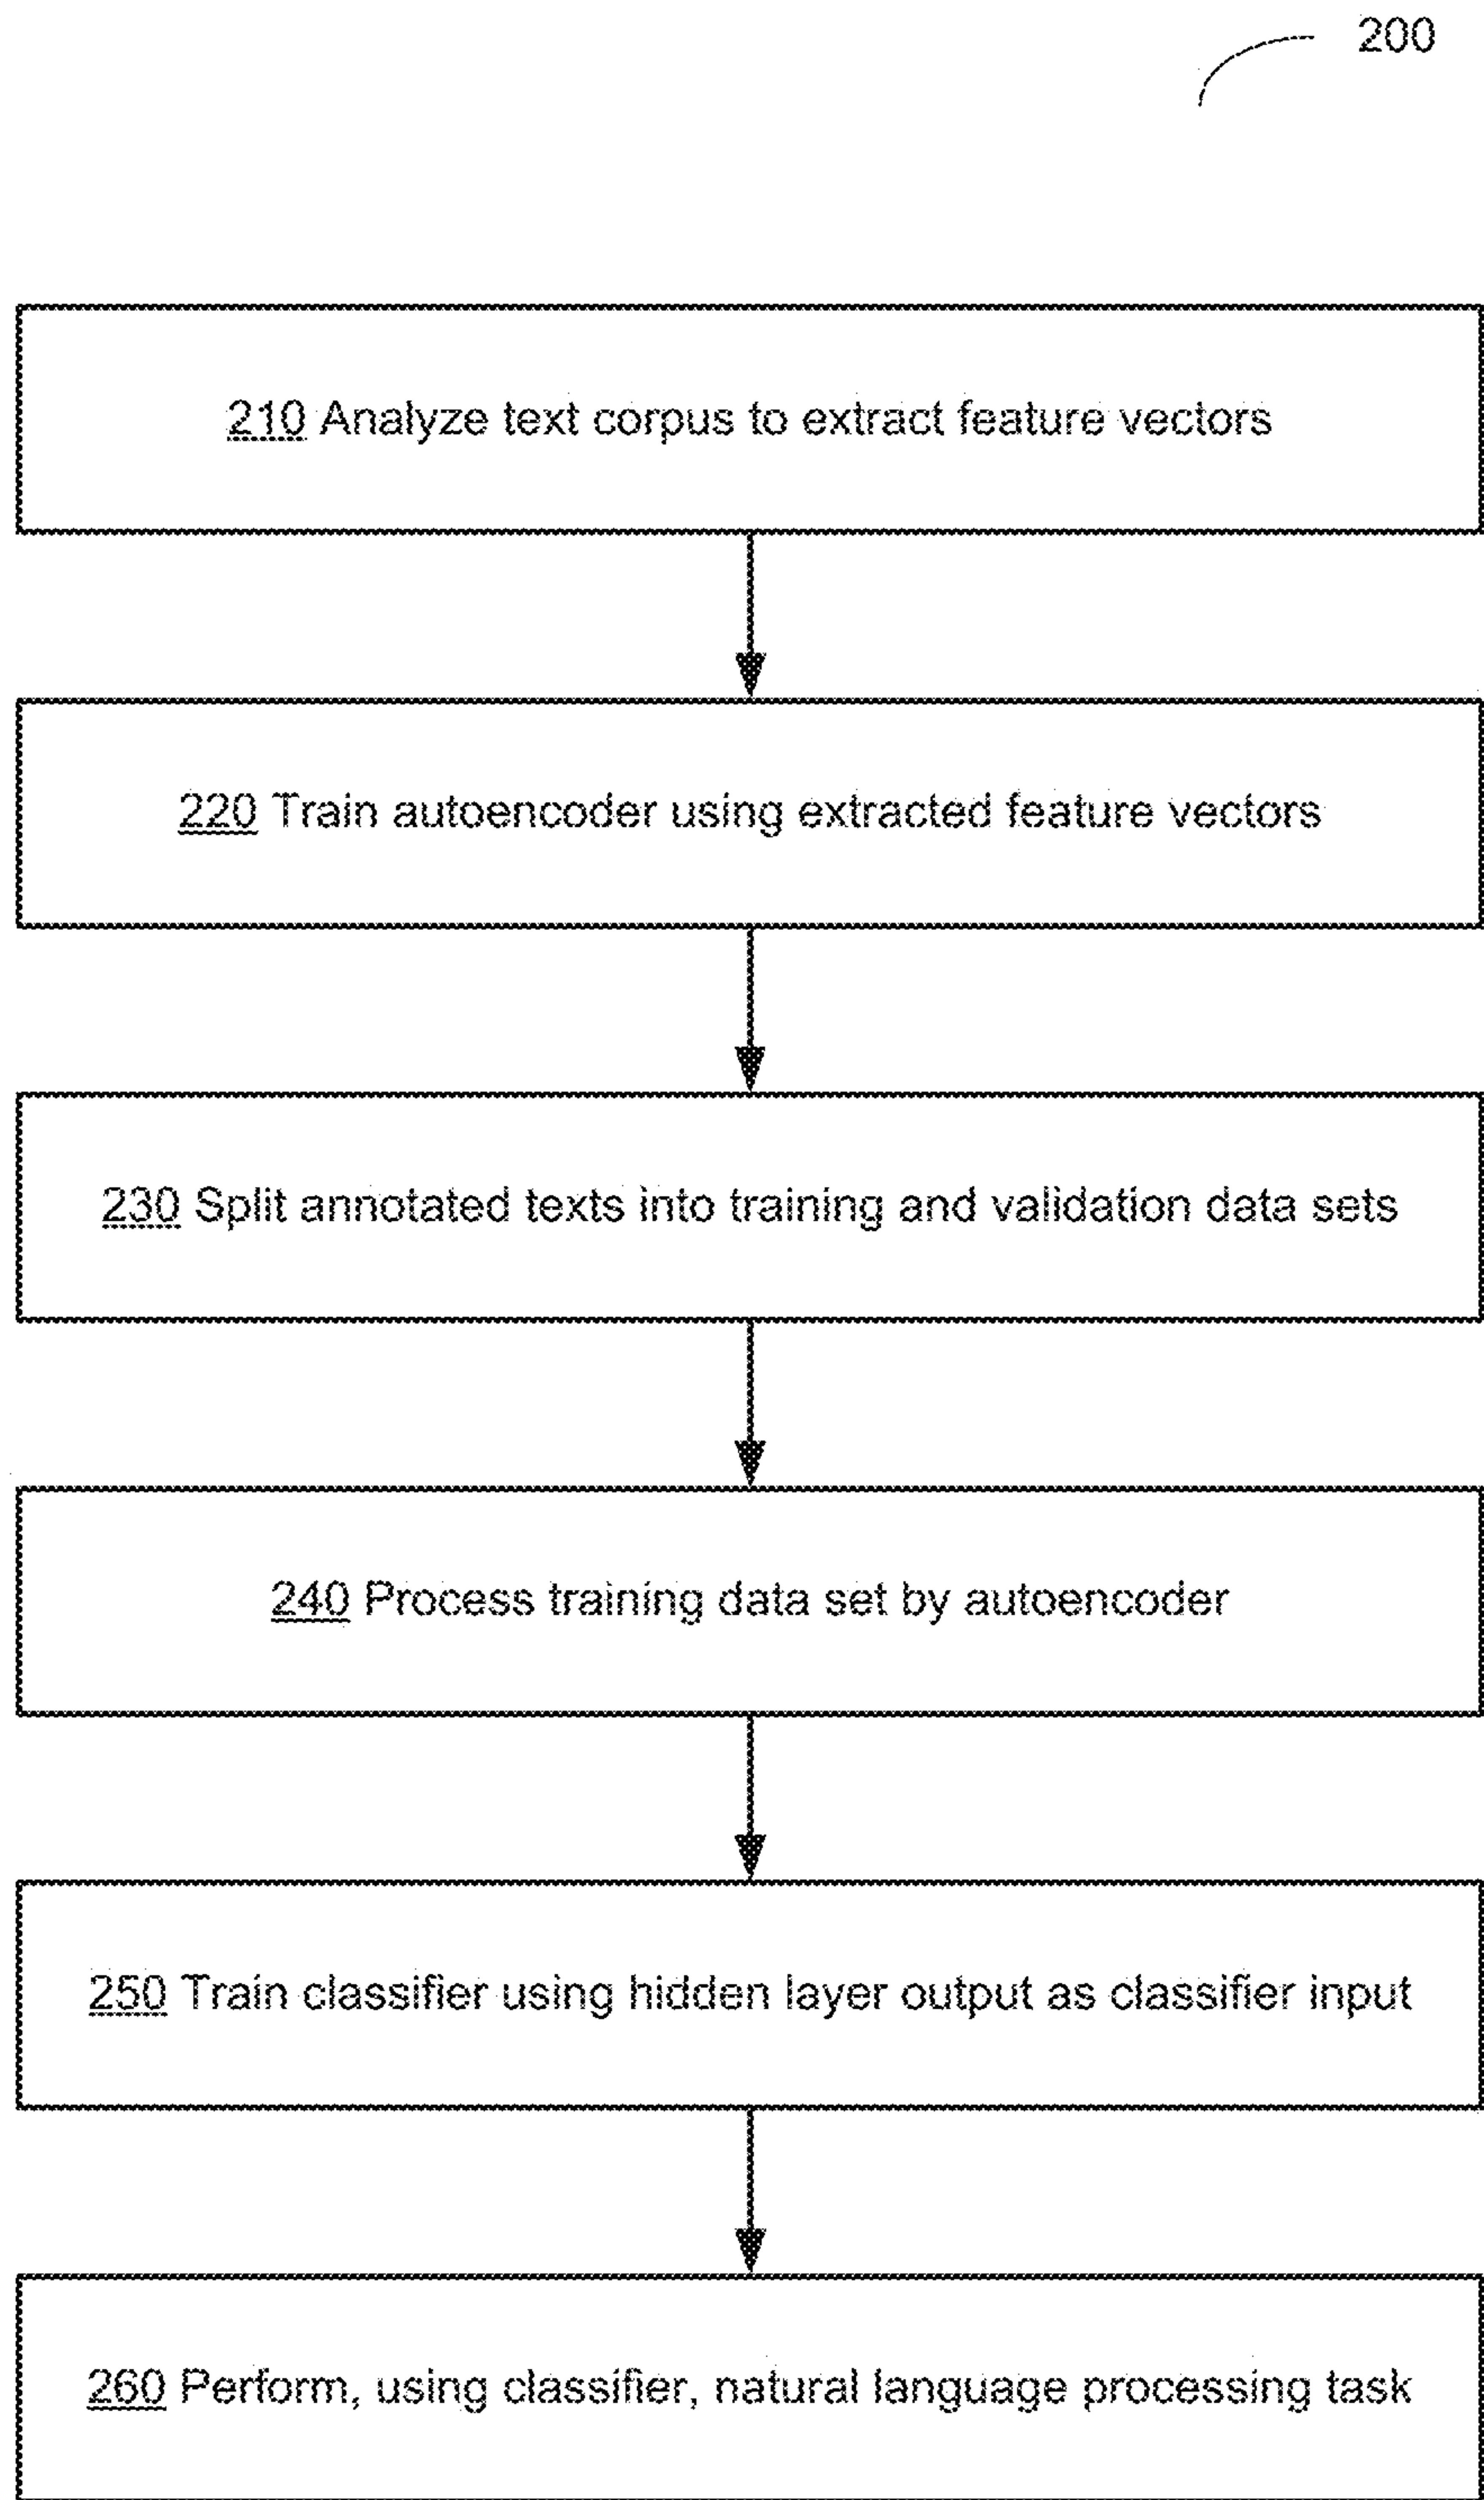 200
210 Analyze text corpus to extract feature vectors
220 Train autoencoder using extracted feature vectors
230 Split annotated texts into training and validation data sets
240 Process training data set by autoencoder
250 Train classifier using hidden layer output as classifier input
260 Perform, using classifier, natural language processing task